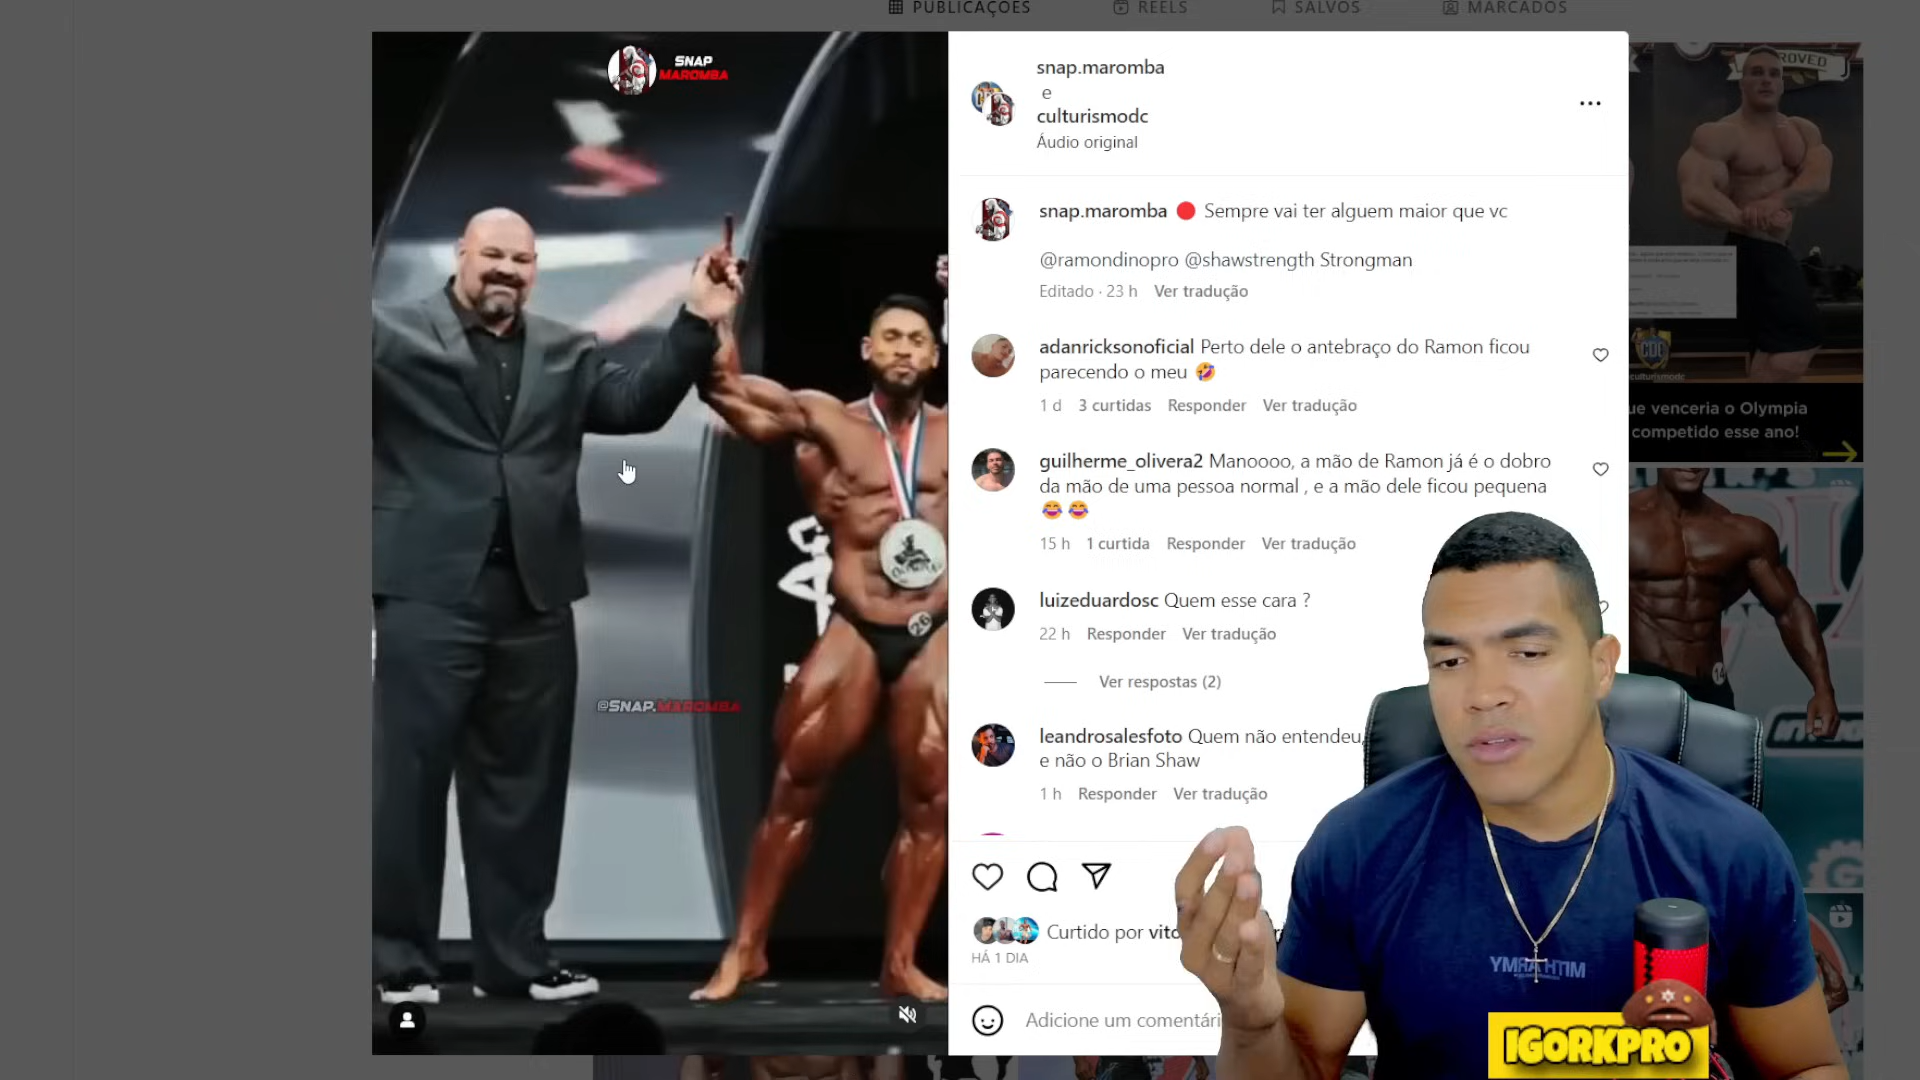 PUBLICAÇÕES
REELS
SALVOS
MARCADOS
SNAP
MAROMBA
snap.maromba
e
culturismodc
Áudio original
snap.maromba 🔴 Sempre vai ter alguem maior que vc
@ramondinopro @shawstrength Strongman
Editado · 23 h Ver tradução
adanricksonoficial Perto dele o antebraço do Ramon ficou
parecendo o meu 🤣
1 d 3 curtidas Responder Ver tradução
guilherme_olivera2 Manoooo, a mão de Ramon já é o dobro
da mão de uma pessoa normal , e a mão dele ficou pequena
😂 😂
15 h 1 curtida Responder Ver tradução
luizeduardosc Quem esse cara ?
22 h Responder Ver tradução
Ver respostas (2)
leandrosalesfoto Quem não entendeu,
e não o Brian Shaw
1 h Responder Ver tradução
Curtido por
HÁ 1 DIA
Adicione um comentári
@SNAP.MAROMBA
26
ue venceria o Olympia
competido esse ano!
CDC
culturismodc
14
IGORKPRO